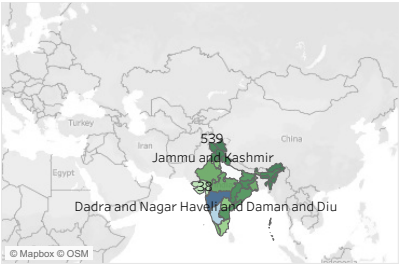 539
Jammu and Kashmir
Turkey
China
Iran
Egypt
38
Dadra and Nagar Haveli and Daman and Diu
© Mapbox © OSM